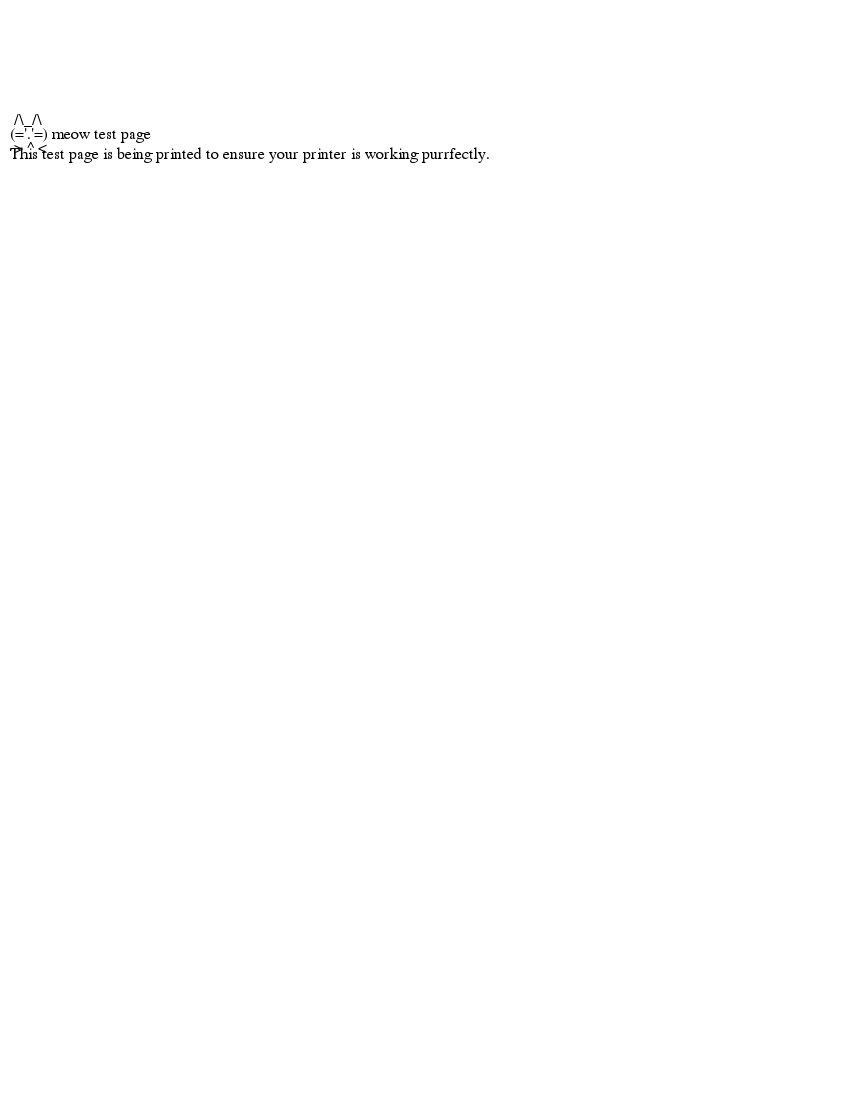 /\_/\
(='.'=) meow test page
> ^ <
This test page is being printed to ensure your printer is working purrfectly.